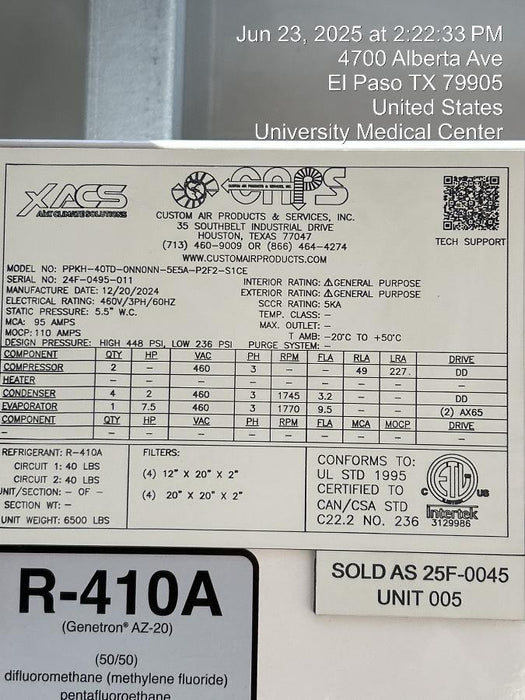 Jun 23, 2025 at 2:22:33 PM
4700 Alberta Ave
El Paso TX 79905
United States
University Medical Center
XACS
CAPS
CUSTOM AIR PRODUCTS & SERVICES, INC.
CUSTOM AIR PRODUCTS & SERVICES, INC.
35 SOUTHBELT INDUSTRIAL DRIVE
HOUSTON, TEXAS 77047
(713) 460-9009 OR (866) 464-4274
WWW.CUSTOMAIRPRODUCTS.COM
TECH SUPPORT
MODEL NO: PPKH-40TD-0NN0NN-5E5A-P2F2-S1CE
SERIAL NO: 24F-0495-011
MANUFACTURE DATE: 12/20/2024
ELECTRICAL RATING: 460V/3PH/60HZ
STATIC PRESSURE: 5.5" W.C.
MCA: 95 AMPS
MOCP: 110 AMPS
DESIGN PRESSURE: HIGH 448 PSI, LOW 236 PSI
INTERIOR RATING: GENERAL PURPOSE
EXTERIOR RATING: GENERAL PURPOSE
SCCR RATING: 5KA
TEMP. CLASS: -
MAX. OUTLET: -
T AMB: -20°C TO +50°C
PURGE SYSTEM: -
COMPONENT QTY HP VAC PH RPM FLA RLA LRA DRIVE
COMPRESSOR 2 - 460 3 - - 49 227. DD
HEATER - - - - - - - - -
CONDENSER 4 2 460 3 1745 3.2 - - DD
EVAPORATOR 1 7.5 460 3 1770 9.5 - - (2) AX65
COMPONENT QTY HP VAC PH RPM FLA MCA MOCP DRIVE
- - - - - - - - - -
REFRIGERANT: R-410A
CIRCUIT 1: 40 LBS
CIRCUIT 2: 40 LBS
UNIT/SECTION: - OF -
SECTION WT: -
UNIT WEIGHT: 6500 LBS
FILTERS:
(4) 12" X 20" X 2"
(4) 20" X 20" X 2"
CONFORMS TO:
UL STD 1995
CERTIFIED TO
CAN/CSA STD
C22.2 NO. 236
C ETL US
Intertek
3129986
SOLD AS 25F-0045
UNIT 005
R-410A
(Genetron® AZ-20)
(50/50)
difluoromethane (methylene fluoride)
pentafluoroethane